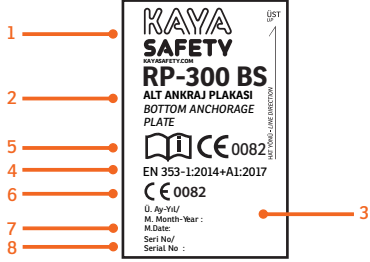 1
KAYA
SAFETY
KAYASAFETY.COM
ÜST
UP
RP-300 BS
2
ALT ANKRAJ PLAKASI
BOTTOM ANCHORAGE
PLATE
HAT YÖNÜ - LINE DIRECTION
5
i CE 0082
4
EN 353-1:2014+A1:2017
6
CE 0082
3
Ü. Ay-Yıl/
M. Month-Year :
7
M.Date:
Seri No/
8
Serial No :